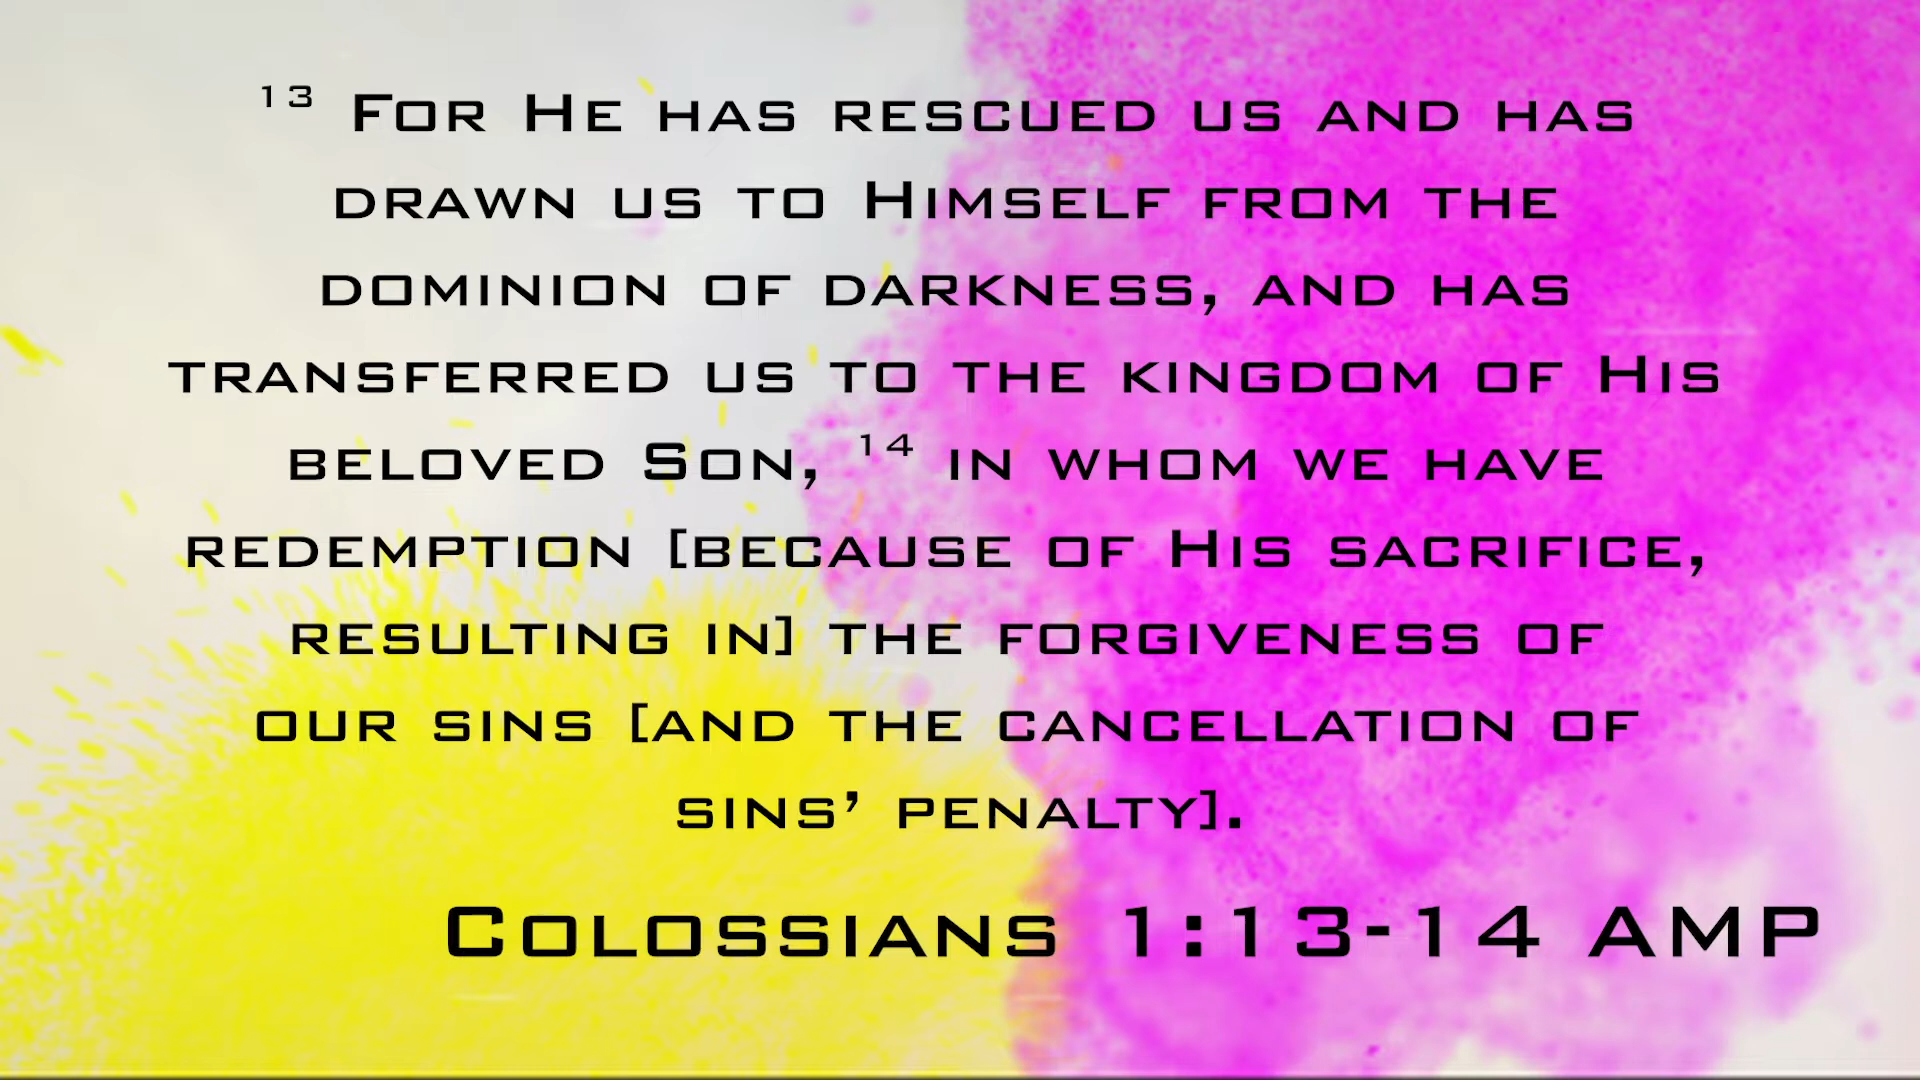 13 For He has rescued us and has
drawn us to Himself from the
dominion of darkness, and has
transferred us to the kingdom of His
beloved Son, 14 in whom we have
redemption [because of His sacrifice,
resulting in] the forgiveness of
our sins [and the cancellation of
sins’ penalty].
Colossians 1:13-14 AMP